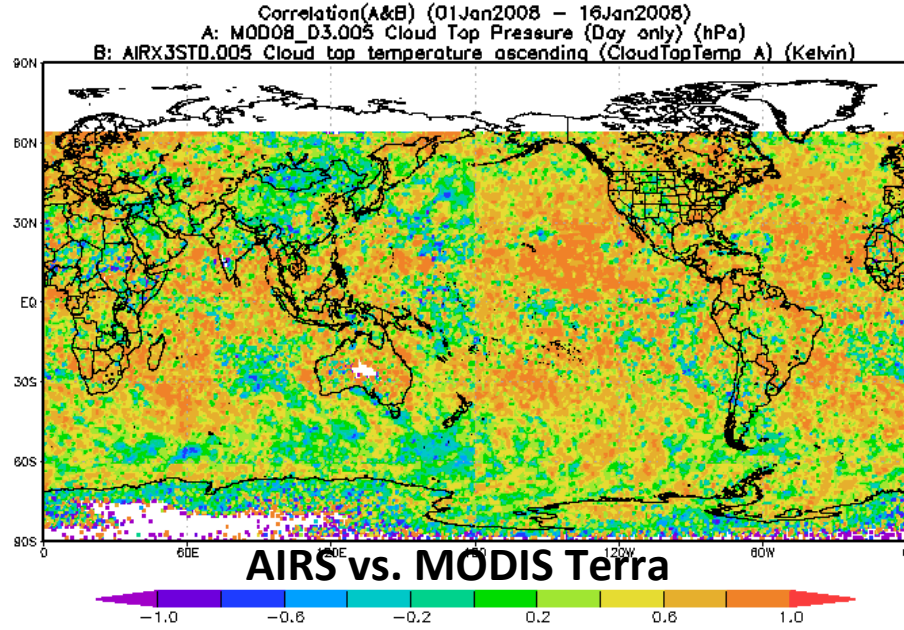 Correlation(A&B) (01Jan2008 – 16Jan2008)
A: MOD08_D3.005 Cloud Top Pressure (Day only) (hPa)
B: AIRX3STD.005 Cloud top temperature ascending (CloudTopTemp_A) (Kelvin)
90N
60N
30N
EQ
30S
60S
90S
0 60E 120E 180 120W 60W 0
AIRS vs. MODIS Terra
−1.0 −0.6 −0.2 0.2 0.6 1.0